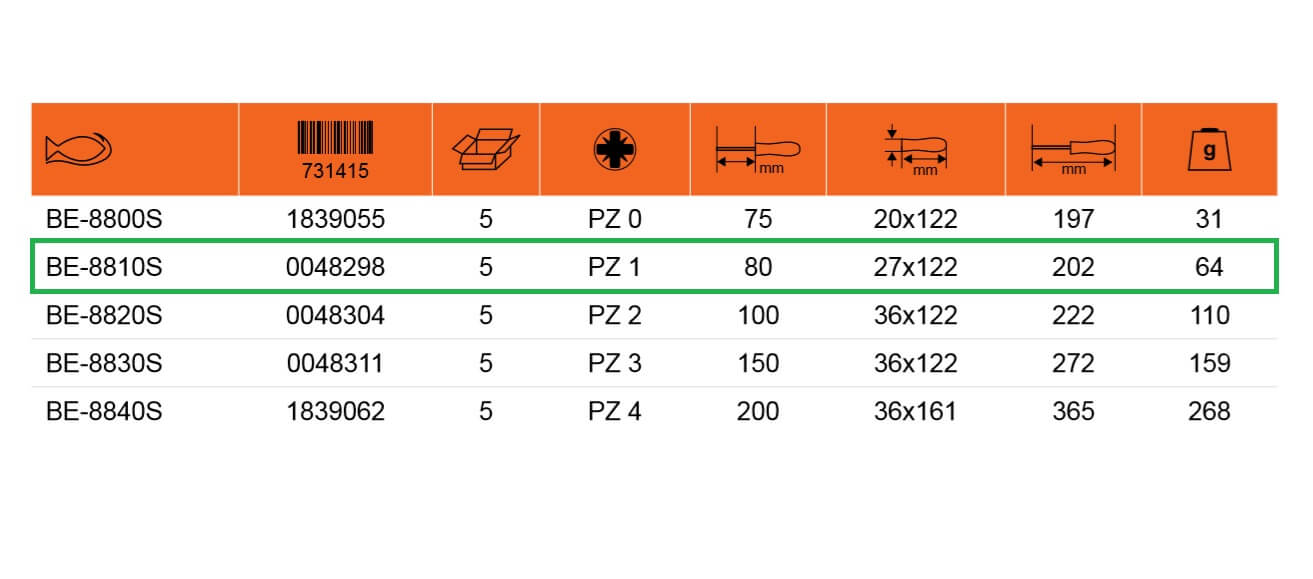 731415 mm mm mm g
BE-8800S 1839055 5 PZ 0 75 20x122 197 31
BE-8810S 0048298 5 PZ 1 80 27x122 202 64
BE-8820S 0048304 5 PZ 2 100 36x122 222 110
BE-8830S 0048311 5 PZ 3 150 36x122 272 159
BE-8840S 1839062 5 PZ 4 200 36x161 365 268